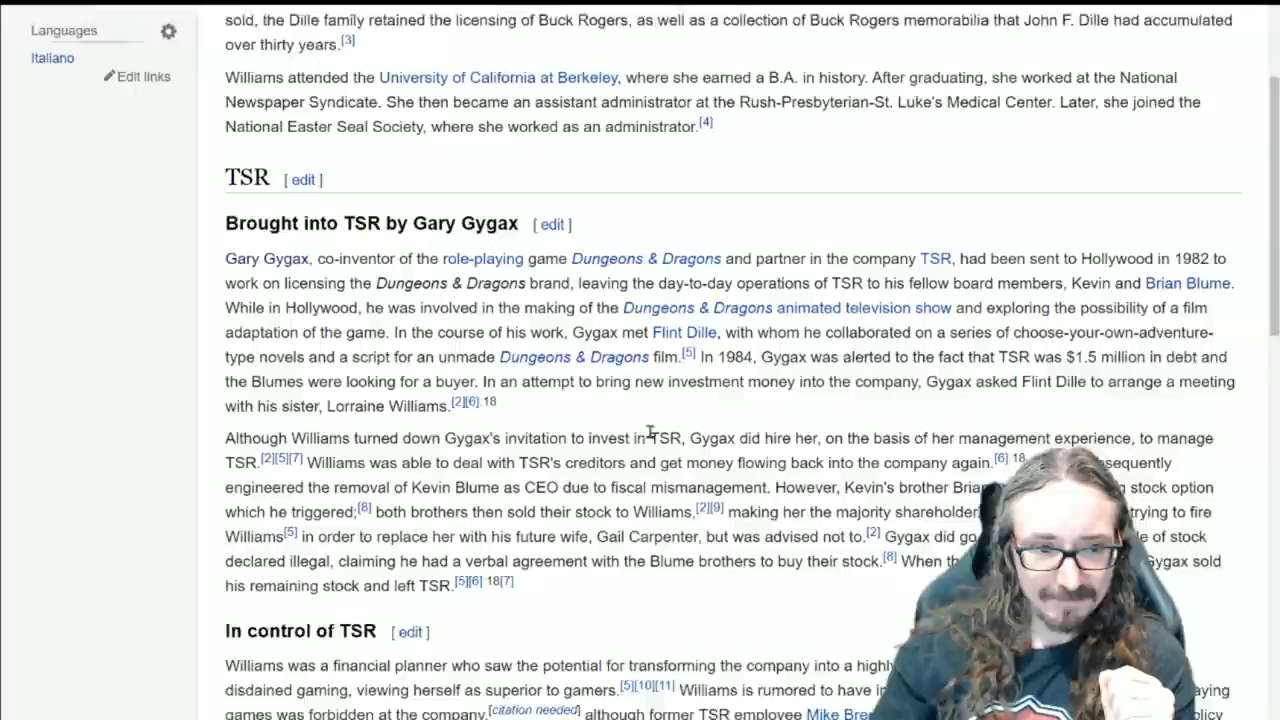 Languages
Italiano
Edit links
sold, the Dille family retained the licensing of Buck Rogers, as well as a collection of Buck Rogers memorabilia that John F. Dille had accumulated
over thirty years.[3]
Williams attended the University of California at Berkeley, where she earned a B.A. in history. After graduating, she worked at the National
Newspaper Syndicate. She then became an assistant administrator at the Rush-Presbyterian-St. Luke's Medical Center. Later, she joined the
National Easter Seal Society, where she worked as an administrator.[4]
TSR [ edit ]
Brought into TSR by Gary Gygax [ edit ]
Gary Gygax, co-inventor of the role-playing game Dungeons & Dragons and partner in the company TSR, had been sent to Hollywood in 1982 to
work on licensing the Dungeons & Dragons brand, leaving the day-to-day operations of TSR to his fellow board members, Kevin and Brian Blume.
While in Hollywood, he was involved in the making of the Dungeons & Dragons animated television show and exploring the possibility of a film
adaptation of the game. In the course of his work, Gygax met Flint Dille, with whom he collaborated on a series of choose-your-own-adventure-
type novels and a script for an unmade Dungeons & Dragons film.[5] In 1984, Gygax was alerted to the fact that TSR was $1.5 million in debt and
the Blumes were looking for a buyer. In an attempt to bring new investment money into the company, Gygax asked Flint Dille to arrange a meeting
with his sister, Lorraine Williams.[2][6]:18
Although Williams turned down Gygax's invitation to invest in TSR, Gygax did hire her, on the basis of her management experience, to manage
TSR.[2][5][7] Williams was able to deal with TSR's creditors and get money flowing back into the company again.[6]:18 sequently
engineered the removal of Kevin Blume as CEO due to fiscal mismanagement. However, Kevin's brother Brian stock option
which he triggered;[8] both brothers then sold their stock to Williams,[2][9] making her the majority shareholder trying to fire
Williams[5] in order to replace her with his future wife, Gail Carpenter, but was advised not to.[2] Gygax did go le of stock
declared illegal, claiming he had a verbal agreement with the Blume brothers to buy their stock.[8] When th Gygax sold
his remaining stock and left TSR.[5][6]:18[7]
In control of TSR [ edit ]
Williams was a financial planner who saw the potential for transforming the company into a highly
disdained gaming, viewing herself as superior to gamers.[5][10][11] Williams is rumored to have in aying
games was forbidden at the company,[citation needed] although former TSR employee Mike Bre olicy